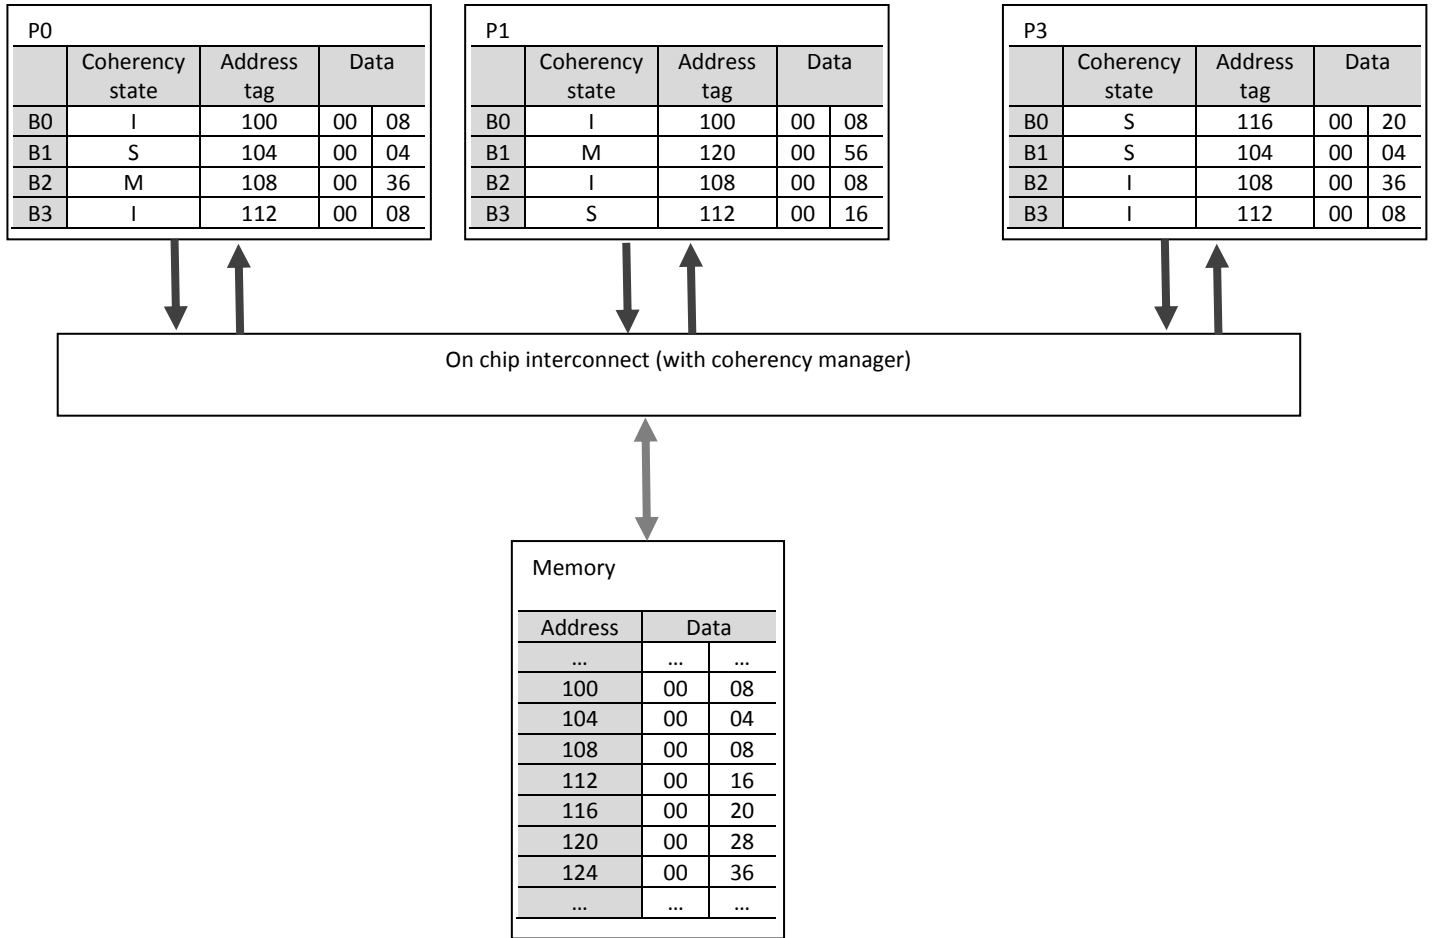 P0
Coherency state Address tag Data
B0 I 100 00 08
B1 S 104 00 04
B2 M 108 00 36
B3 I 112 00 08
P1
Coherency state Address tag Data
B0 I 100 00 08
B1 M 120 00 56
B2 I 108 00 08
B3 S 112 00 16
P3
Coherency state Address tag Data
B0 S 116 00 20
B1 S 104 00 04
B2 I 108 00 36
B3 I 112 00 08
On chip interconnect (with coherency manager)
Memory
Address Data
... ... ...
100 00 08
104 00 04
108 00 08
112 00 16
116 00 20
120 00 28
124 00 36
... ... ...